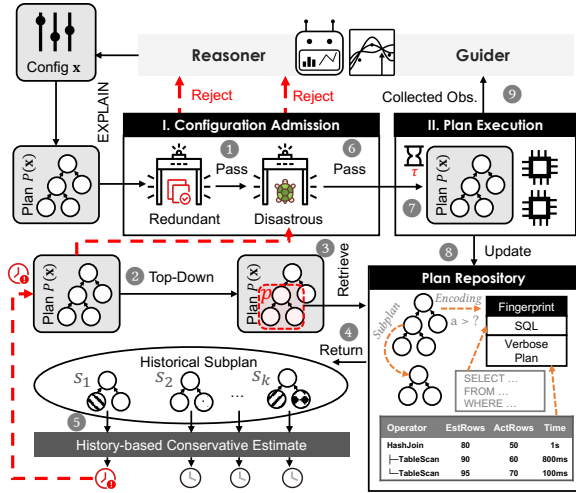 Reasoner
Guider
Config x
Reject
Reject
Collected Obs.
9
EXPLAIN
I. Configuration Admission
II. Plan Execution
1
6
Plan P(x)
Pass
Pass
τ
7
Plan P(x)
Redundant
Disastrous
8
Update
Plan P(x)
2
Top-Down
Plan P(x)
p
3
Retrieve
Plan Repository
Encoding
a > ?
Subplan
Fingerprint
SQL
Verbose
Plan
4
Return
Historical Subplan
S1
S2
...
Sk
SELECT ...
FROM ...
WHERE ...
5
History-based Conservative Estimate
Operator EstRows ActRows Time
HashJoin 80 50 1s
├─TableScan 90 60 800ms
└─TableScan 95 70 100ms